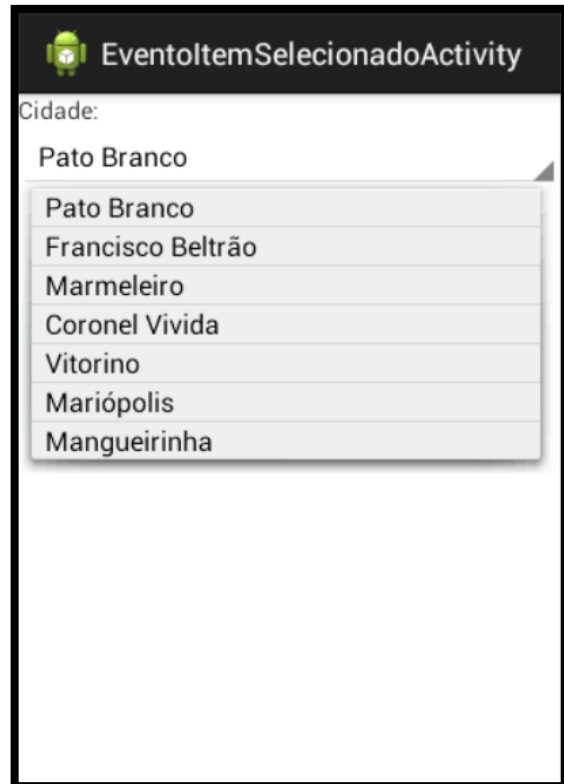 EventoItemSelecionadoActivity
Cidade:
Pato Branco
Pato Branco
Francisco Beltrão
Marmeleiro
Coronel Vivida
Vitorino
Mariópolis
Mangueirinha